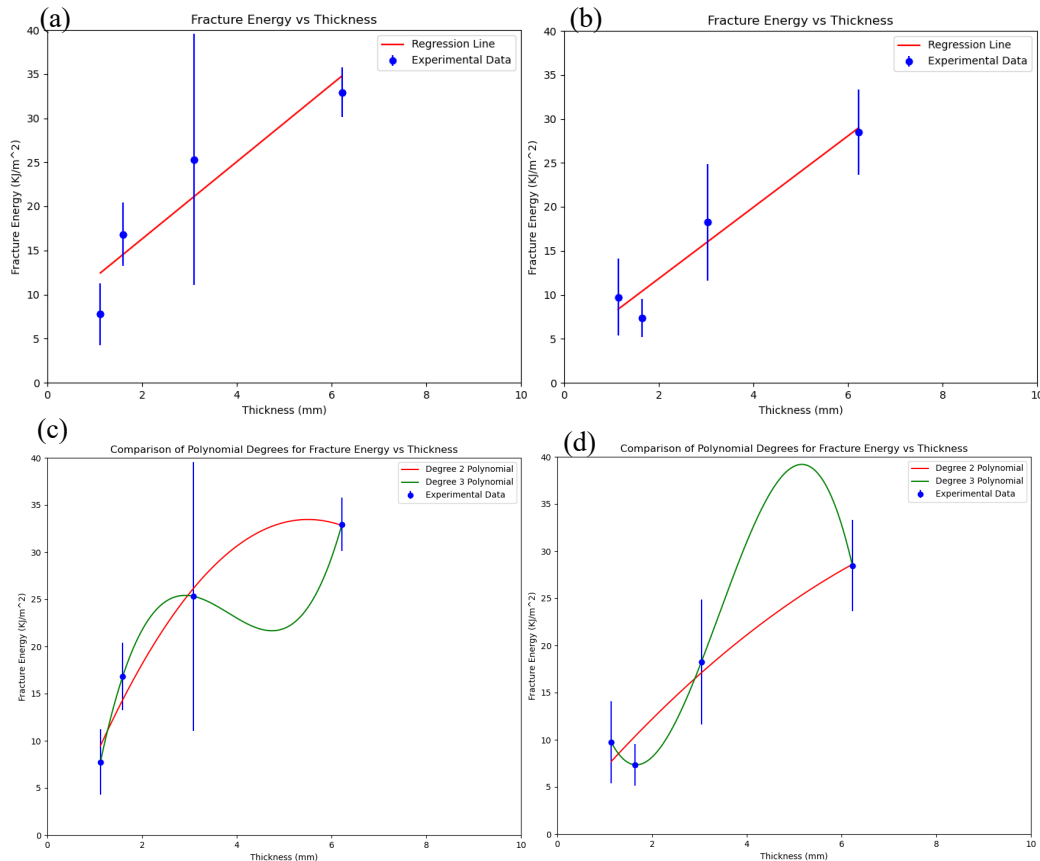 (a)
Fracture Energy vs Thickness
Regression Line
Experimental Data
40
35
30
25
20
15
10
5
0
Fracture Energy (KJ/m^2)
0 2 4 6 8 10
Thickness (mm)
(b)
Fracture Energy vs Thickness
Regression Line
Experimental Data
40
35
30
25
20
15
10
5
0
Fracture Energy (KJ/m^2)
0 2 4 6 8 10
Thickness (mm)
(c)
Comparison of Polynomial Degrees for Fracture Energy vs Thickness
Degree 2 Polynomial
Degree 3 Polynomial
Experimental Data
40
35
30
25
20
15
10
5
0
Fracture Energy (KJ/m^2)
0 2 4 6 8 10
Thickness (mm)
(d)
Comparison of Polynomial Degrees for Fracture Energy vs Thickness
Degree 2 Polynomial
Degree 3 Polynomial
Experimental Data
40
35
30
25
20
15
10
5
0
Fracture Energy (KJ/m^2)
0 2 4 6 8 10
Thickness (mm)